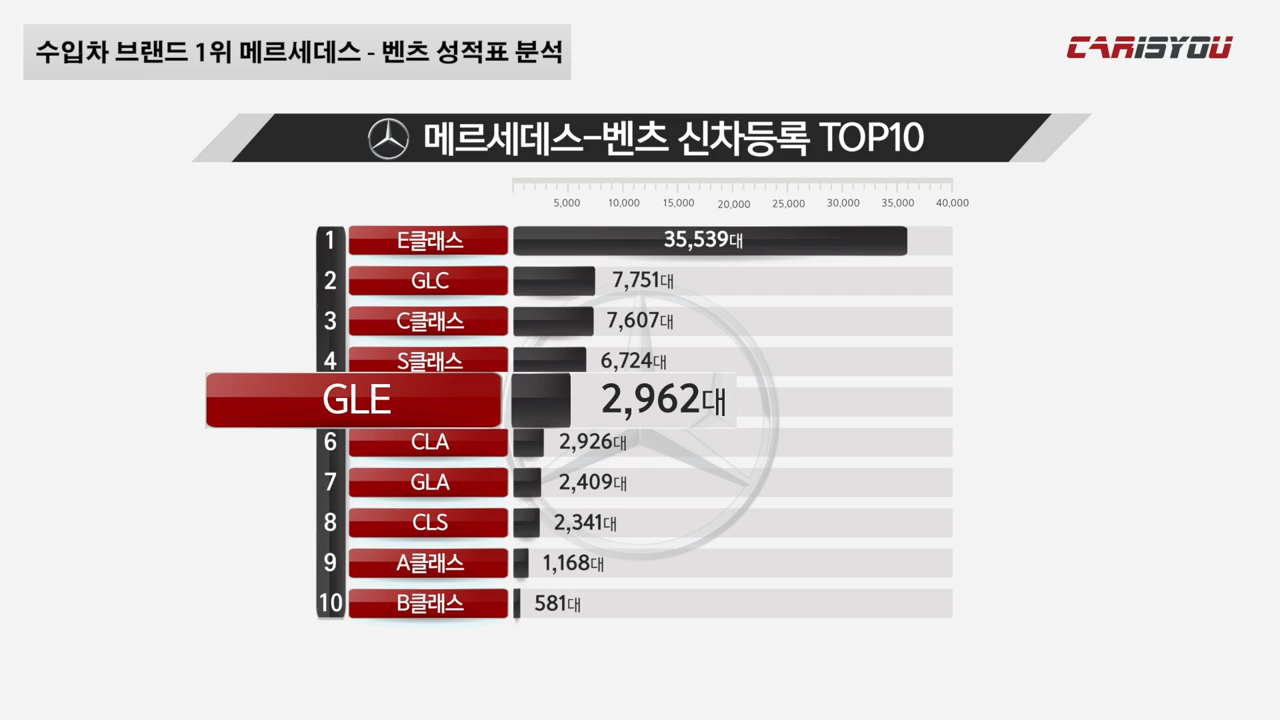 수입차 브랜드 1위 메르세데스 - 벤츠 성적표 분석
CARISYOU
메르세데스-벤츠 신차등록 TOP10
5,000 10,000 15,000 20,000 25,000 30,000 35,000 40,000
1 E클래스 35,539대
2 GLC 7,751대
3 C클래스 7,607대
4 S클래스 6,724대
GLE 2,962대
6 CLA 2,926대
7 GLA 2,409대
8 CLS 2,341대
9 A클래스 1,168대
10 B클래스 581대